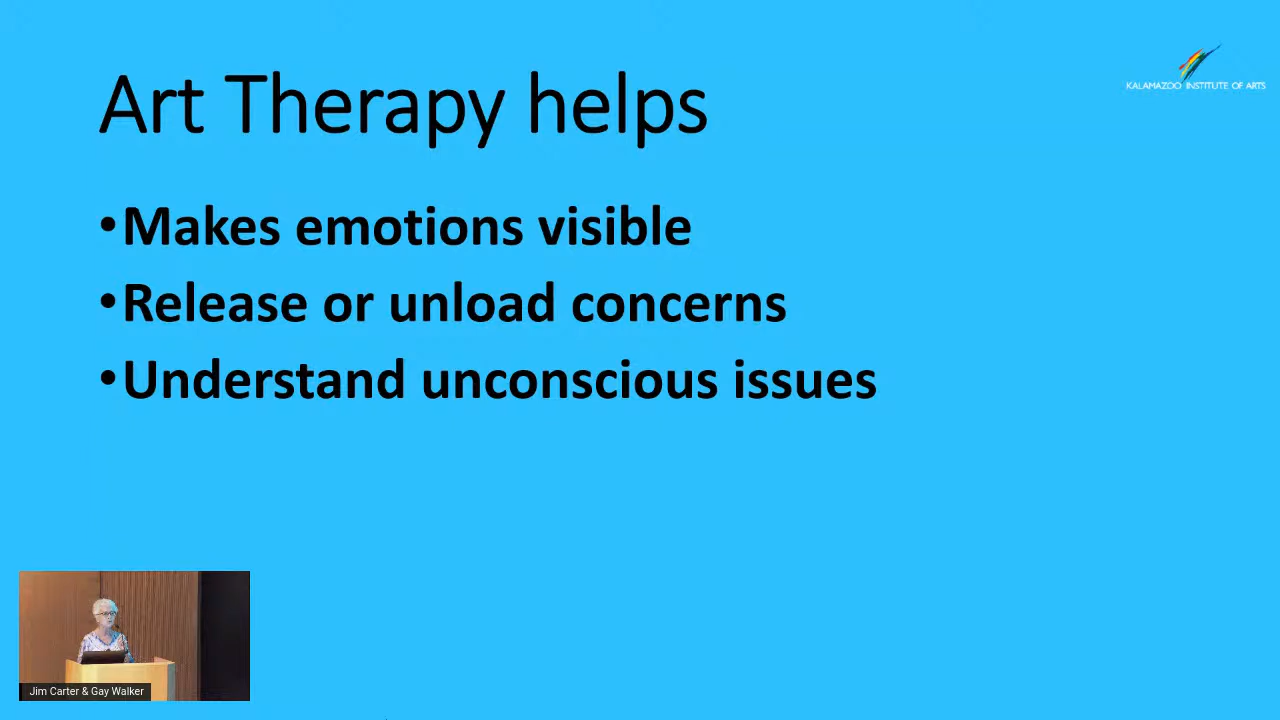 Art Therapy helps
KALAMAZOO INSTITUTE OF ARTS
•Makes emotions visible
•Release or unload concerns
•Understand unconscious issues
Jim Carter & Gay Walker